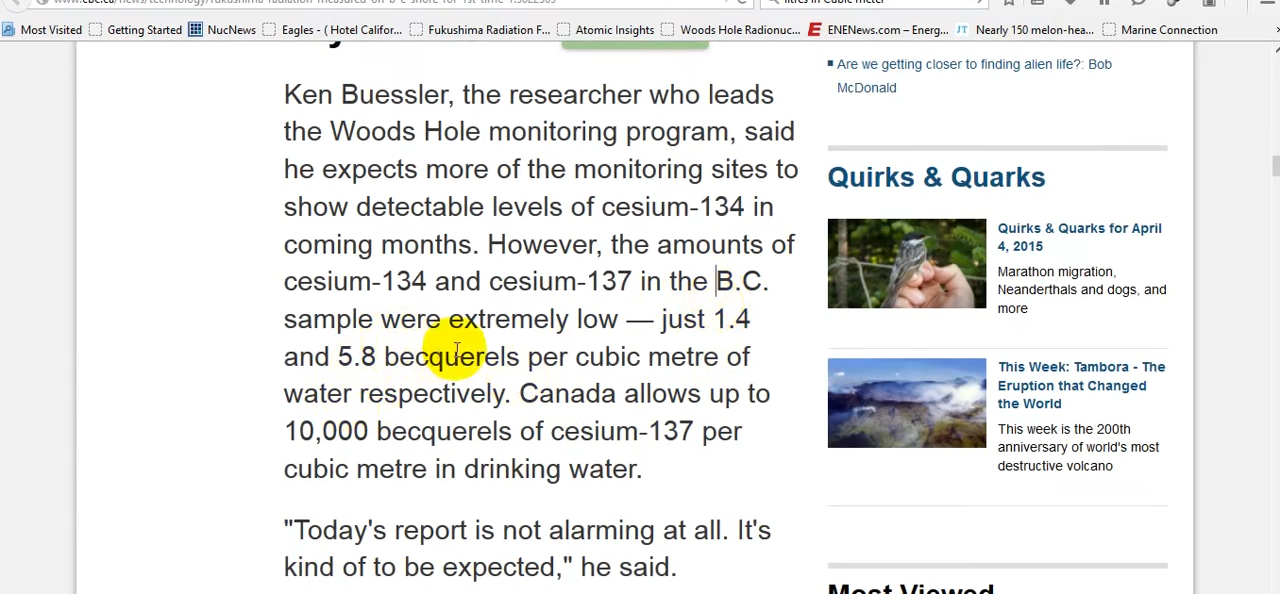 Most Visited Getting Started NucNews Eagles - ( Hotel Califor... Fukushima Radiation F... Atomic Insights Woods Hole Radionuc... ENENews.com – Energ... Nearly 150 melon-hea... Marine Connection
Ken Buessler, the researcher who leads
the Woods Hole monitoring program, said
he expects more of the monitoring sites to
show detectable levels of cesium-134 in
coming months. However, the amounts of
cesium-134 and cesium-137 in the B.C.
sample were extremely low — just 1.4
and 5.8 becquerels per cubic metre of
water respectively. Canada allows up to
10,000 becquerels of cesium-137 per
cubic metre in drinking water.
"Today's report is not alarming at all. It's
kind of to be expected," he said.
Are we getting closer to finding alien life?: Bob
McDonald
Quirks & Quarks
Quirks & Quarks for April
4, 2015
Marathon migration,
Neanderthals and dogs, and
more
This Week: Tambora - The
Eruption that Changed
the World
This week is the 200th
anniversary of world's most
destructive volcano
Most Viewed